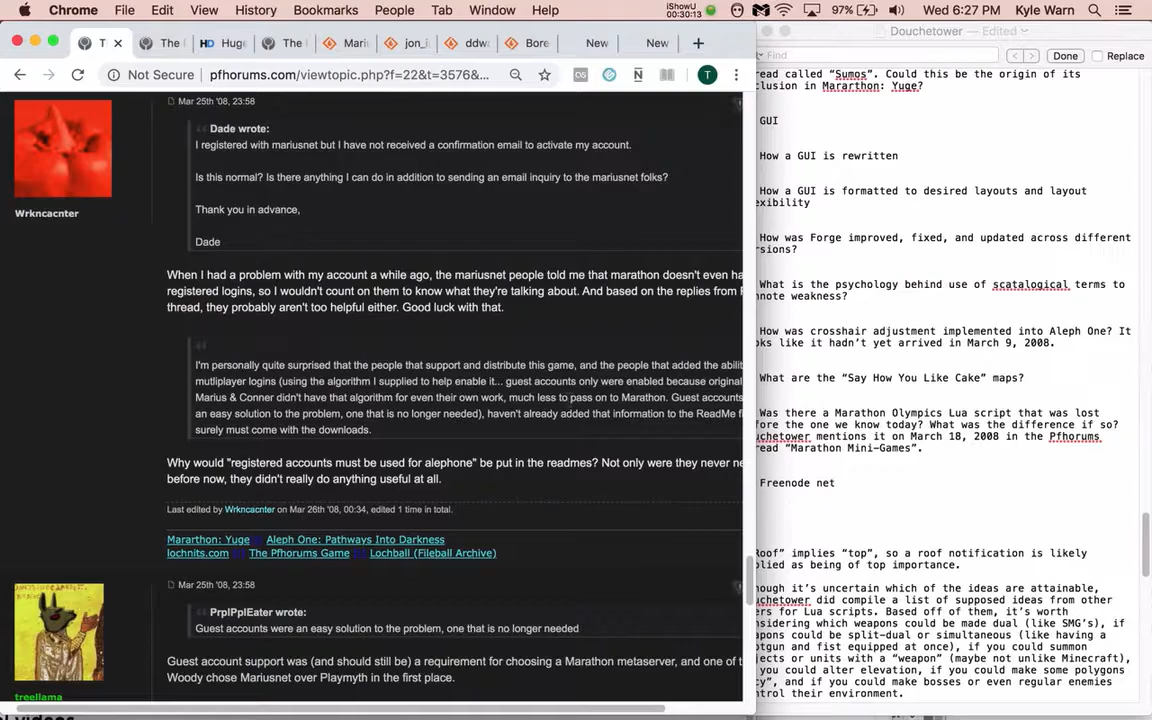 Chrome File Edit View History Bookmarks People Tab Window Help iShowU 00:30:13 97% Wed 6:27 PM Kyle Warn
T The Hug The Mari jon_i ddw Bore New New
Not Secure pfhorums.com/viewtopic.php?f=22&t=3576&... T
Mar 25th '08, 23:58
Wrkncacnter
Dade wrote:
I registered with mariusnet but I have not received a confirmation email to activate my account.
Is this normal? Is there anything I can do in addition to sending an email inquiry to the mariusnet folks?
Thank you in advance,
Dade
When I had a problem with my account a while ago, the mariusnet people told me that marathon doesn't even ha
registered logins, so I wouldn't count on them to know what they're talking about. And based on the replies from
thread, they probably aren't too helpful either. Good luck with that.
I'm personally quite surprised that the people that support and distribute this game, and the people that added the abilit
mutliplayer logins (using the algorithm I supplied to help enable it... guest accounts only were enabled because original
Marius & Conner didn't have that algorithm for even their own work, much less to pass on to Marathon. Guest accounts
an easy solution to the problem, one that is no longer needed), haven't already added that information to the ReadMe fi
surely must come with the downloads.
Why would "registered accounts must be used for alephone" be put in the readmes? Not only were they never ne
before now, they didn't really do anything useful at all.
Last edited by Wrkncacnter on Mar 26th '08, 00:34, edited 1 time in total.
Mararthon: Yuge Aleph One: Pathways Into Darkness
lochnits.com The Pfhorums Game Lochball (Fileball Archive)
Mar 25th '08, 23:58
treellama
PrplPplEater wrote:
Guest accounts were an easy solution to the problem, one that is no longer needed
Guest account support was (and should still be) a requirement for choosing a Marathon metaserver, and one of t
Woody chose Mariusnet over Playmyth in the first place.
Douchetower — Edited
Find Done Replace
read called “Sumos”. Could this be the origin of its
clusion in Mararthon: Yuge?
GUI
How a GUI is rewritten
How a GUI is formatted to desired layouts and layout
exibility
How was Forge improved, fixed, and updated across different
rsions?
What is the psychology behind use of scatalogical terms to
nnote weakness?
How was crosshair adjustment implemented into Aleph One? It
oks like it hadn’t yet arrived in March 9, 2008.
What are the “Say How You Like Cake” maps?
Was there a Marathon Olympics Lua script that was lost
fore the one we know today? What was the difference if so?
uchetower mentions it on March 18, 2008 in the Pfhorums
read “Marathon Mini-Games”.
Freenode net
Roof” implies “top”, so a roof notification is likely
plied as being of top importance.
hough it’s uncertain which of the ideas are attainable,
uchetower did compile a list of supposed ideas from other
ers for Lua scripts. Based off of them, it’s worth
nsidering which weapons could be made dual (like SMG’s), if
apons could be split-dual or simultaneous (like having a
otgun and fist equipped at once), if you could summon
jects or units with a “weapon” (maybe not unlike Minecraft),
you could alter elevation, if you could make some polygons
cy”, and if you could make bosses or even regular enemies
ntrol their environment.